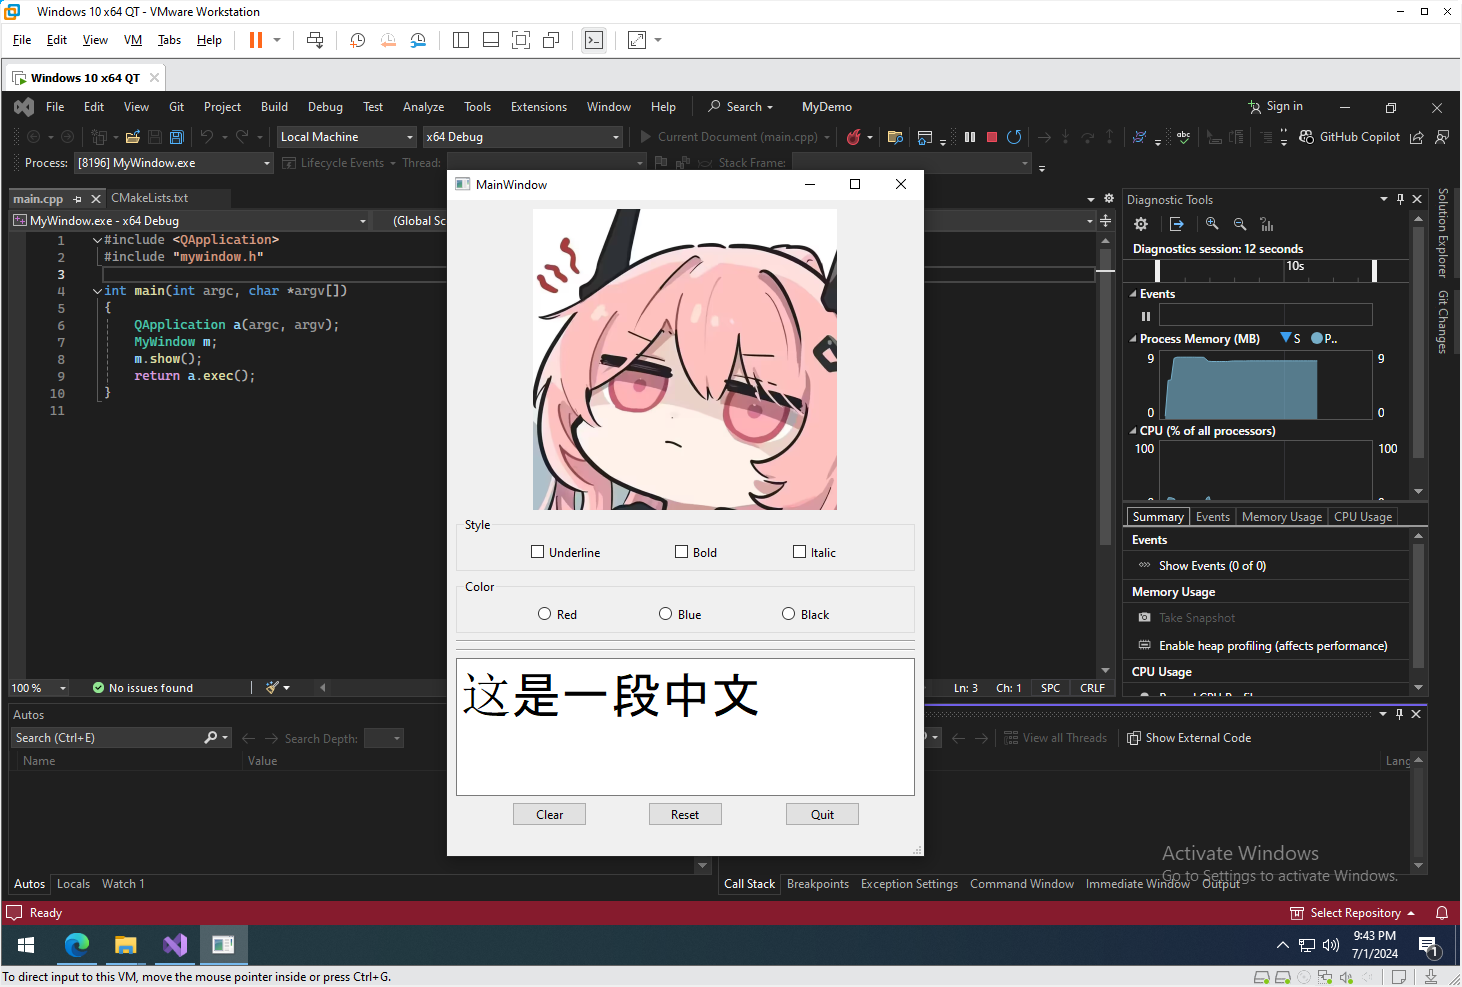 Windows 10 x64 QT - VMware Workstation
File Edit View VM Tabs Help
Windows 10 x64 QT
File Edit View Git Project Build Debug Test Analyze Tools Extensions Window Help Search MyDemo Sign in
Local Machine x64 Debug Current Document (main.cpp) GitHub Copilot
Process: [8196] MyWindow.exe Lifecycle Events Thread: Stack Frame:
main.cpp CMakeLists.txt
MyWindow.exe - x64 Debug (Global Sc
1 #include <QApplication>
2 #include "mywindow.h"
3
4 int main(int argc, char *argv[])
5 {
6 QApplication a(argc, argv);
7 MyWindow m;
8 m.show();
9 return a.exec();
10 }
11
100 % No issues found Ln: 3 Ch: 1 SPC CRLF
MainWindow
Style
Underline Bold Italic
Color
Red Blue Black
这是一段中文
Clear Reset Quit
Diagnostic Tools
Diagnostics session: 12 seconds
10s
Events
Process Memory (MB) S P..
9 9
0 0
CPU (% of all processors)
100 100
Summary Events Memory Usage CPU Usage
Events
Show Events (0 of 0)
Memory Usage
Take Snapshot
Enable heap profiling (affects performance)
CPU Usage
Solution Explorer
Git Changes
Autos
Search (Ctrl+E) Search Depth:
Name Value
Autos Locals Watch 1
View all Threads Show External Code
Lang
Call Stack Breakpoints Exception Settings Command Window Immediate Window Output
Activate Windows
Go to Settings to activate Windows.
Ready Select Repository
9:43 PM
7/1/2024
1
To direct input to this VM, move the mouse pointer inside or press Ctrl+G.